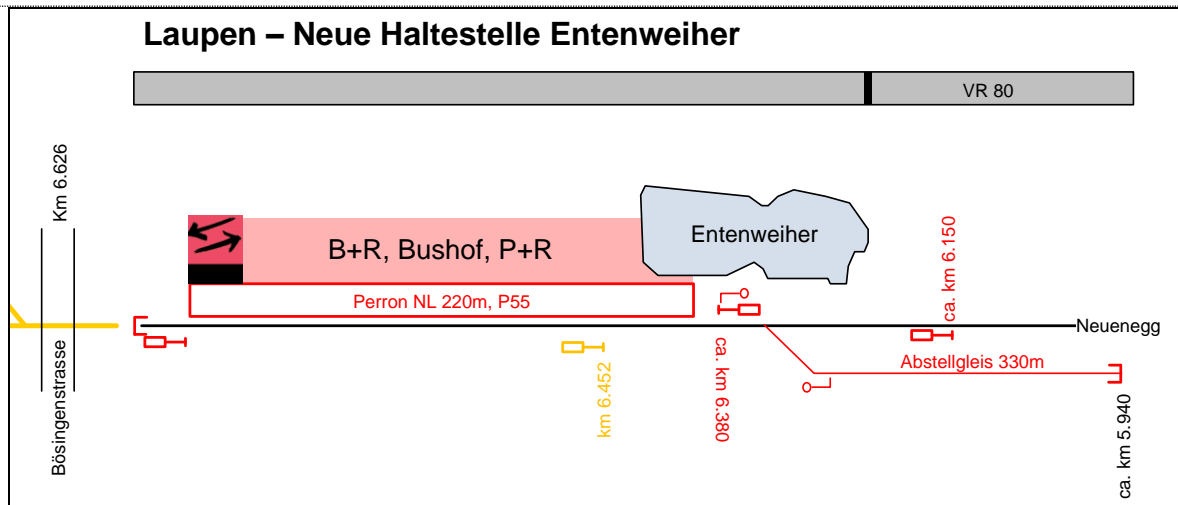 Laupen – Neue Haltestelle Entenweiher
VR 80
Km 6.626
B+R, Bushof, P+R
Entenweiher
ca. km 6.150
Perron NL 220m, P55
Neuenegg
Bösingenstrasse
km 6.452
ca. km 6.380
Abstellgleis 330m
ca. km 5.940